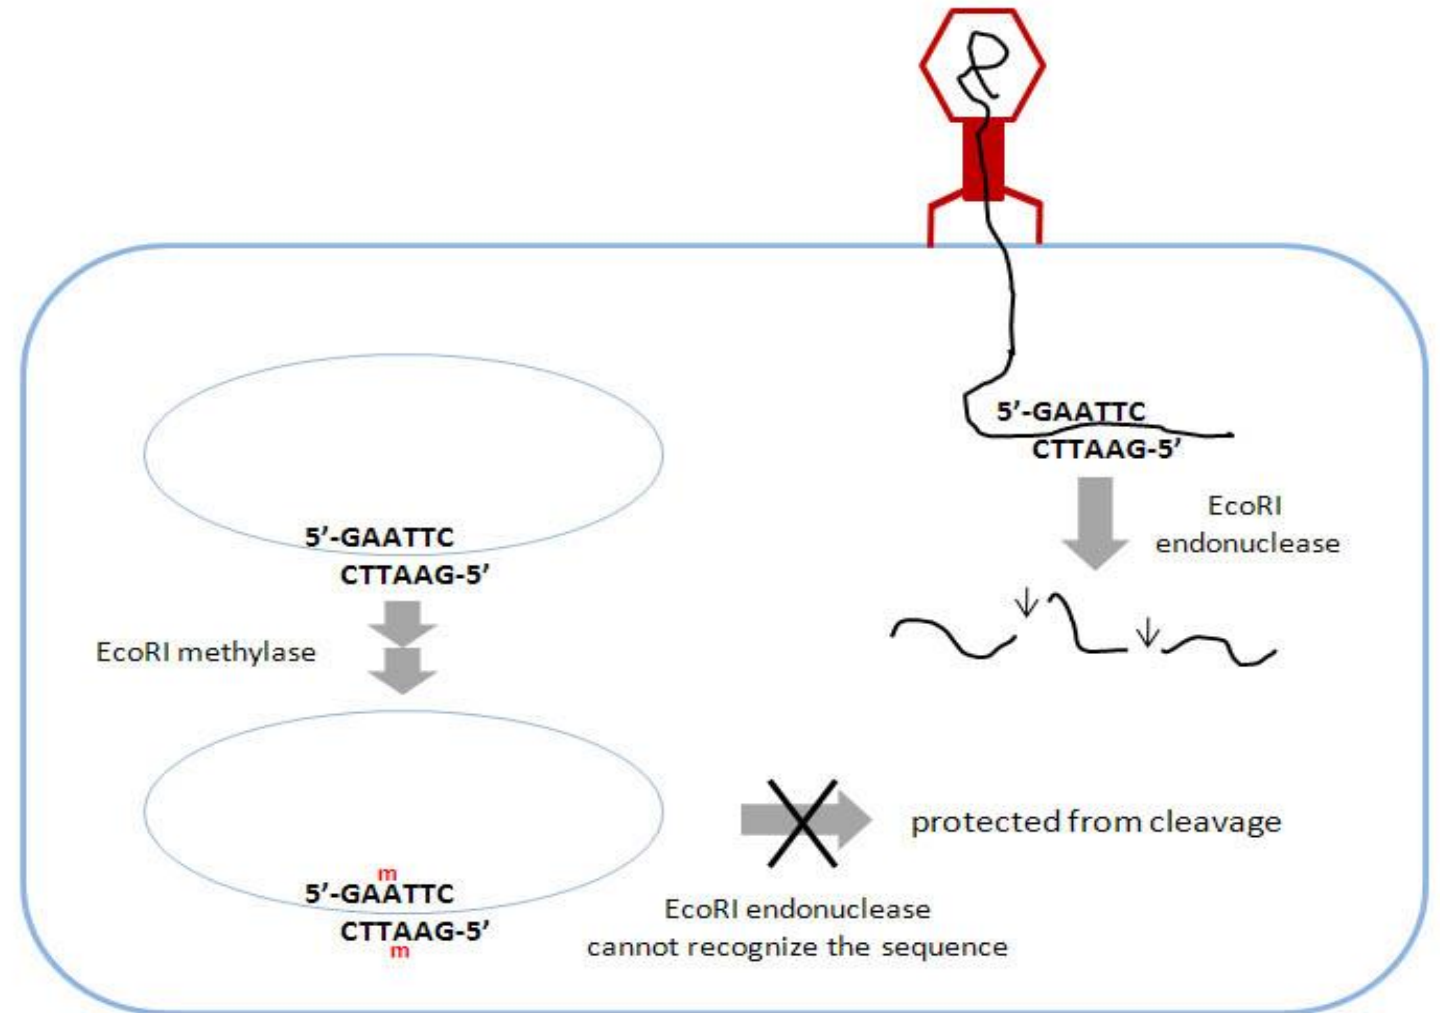 5’-GAATTC
CTTAAG-5’
EcoRI
endonuclease
5’-GAATTC
CTTAAG-5’
EcoRI methylase
protected from cleavage
m
5’-GAATTC
CTTAAG-5’
m
EcoRI endonuclease
cannot recognize the sequence